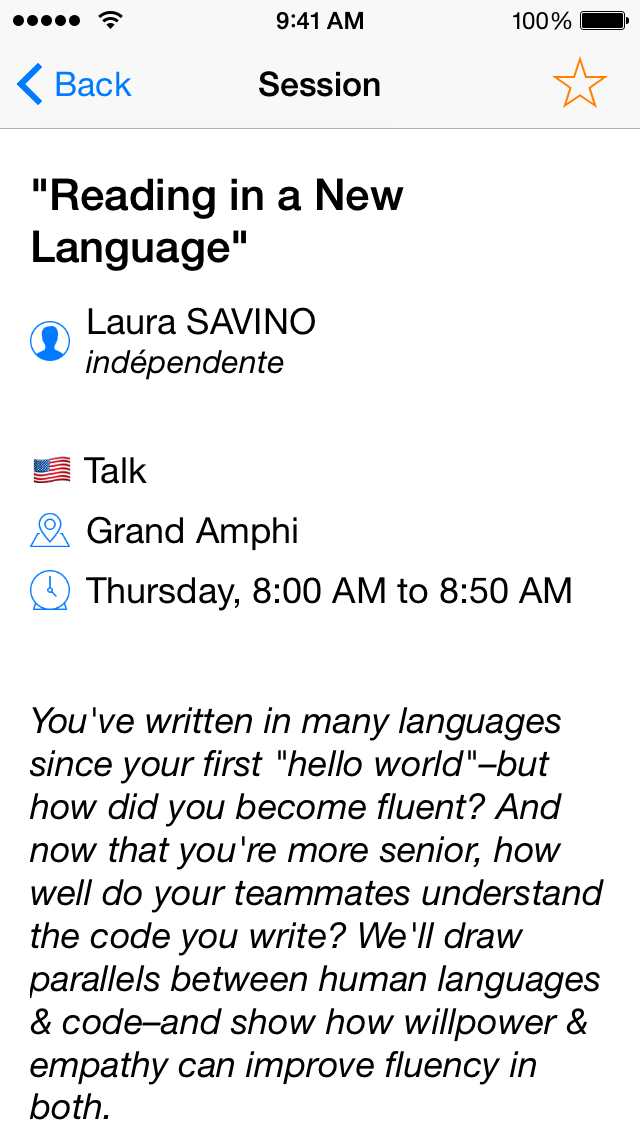 9:41 AM 100%
Back Session
"Reading in a New
Language"
Laura SAVINO
indépendente
Talk
Grand Amphi
Thursday, 8:00 AM to 8:50 AM
You've written in many languages
since your first "hello world"–but
how did you become fluent? And
now that you're more senior, how
well do your teammates understand
the code you write? We'll draw
parallels between human languages
& code–and show how willpower &
empathy can improve fluency in
both.